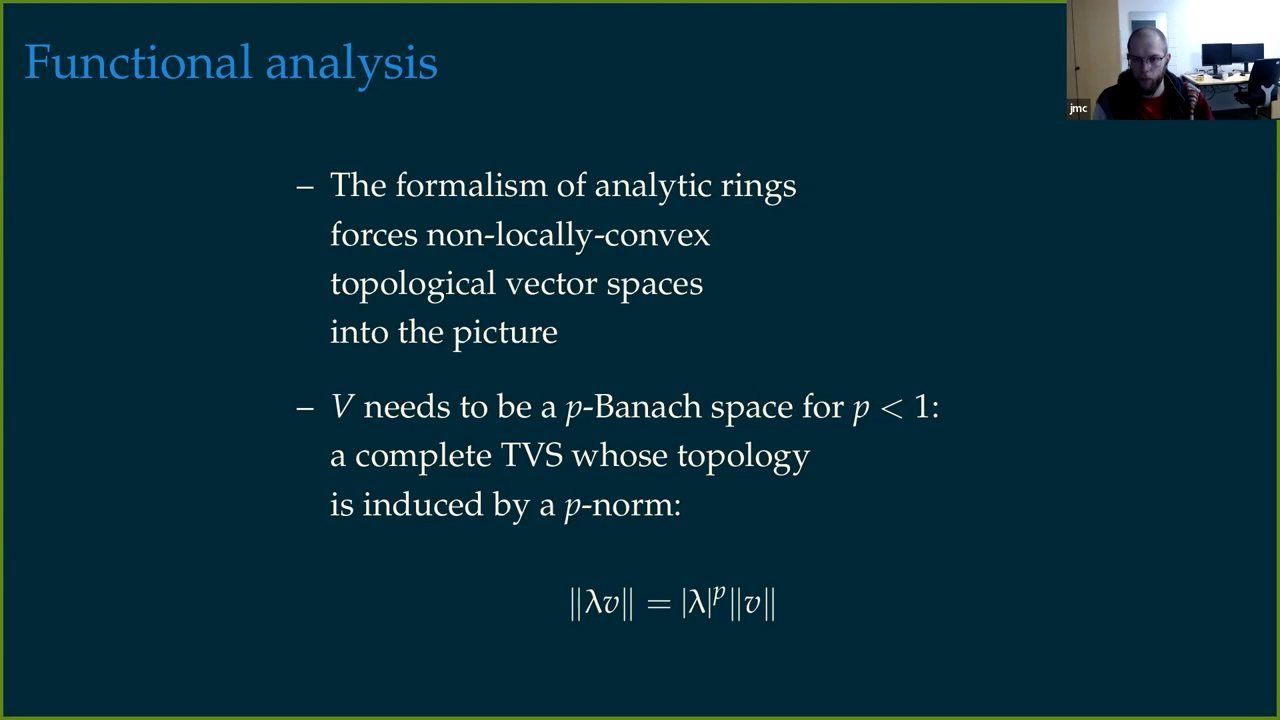 Functional analysis
jmc
– The formalism of analytic rings
forces non-locally-convex
topological vector spaces
into the picture
– V needs to be a p-Banach space for p < 1:
a complete TVS whose topology
is induced by a p-norm:
‖λv‖ = |λ|^p‖v‖